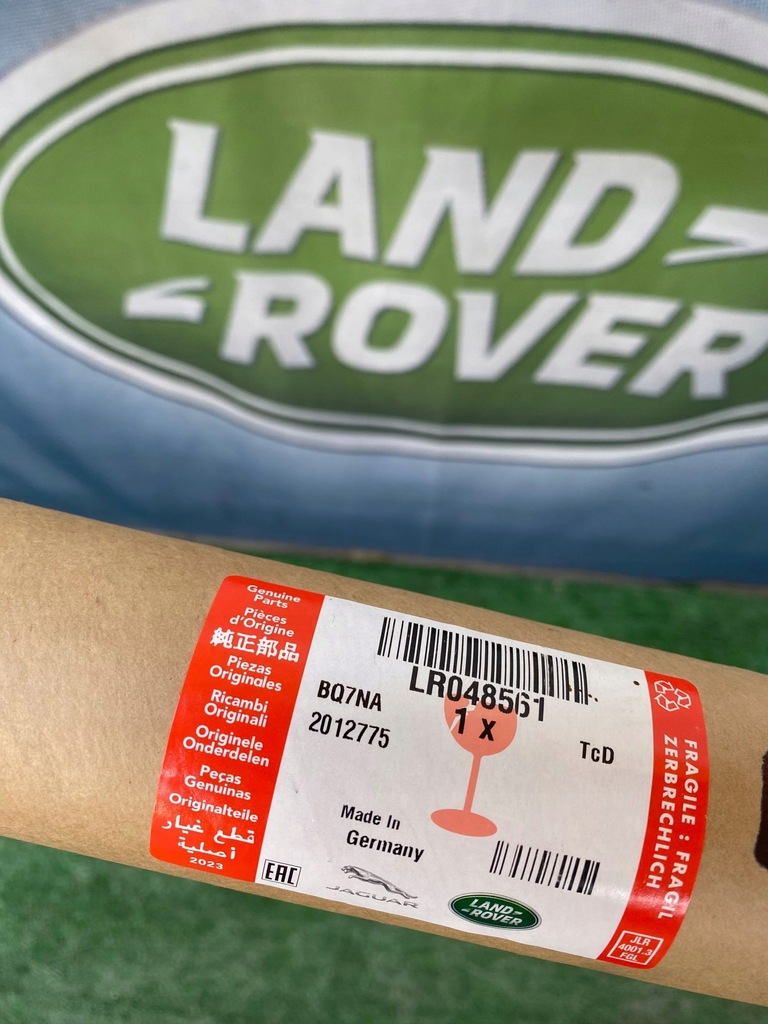 LAND
ROVER
Genuine
Parts
Pièces
d'Origine
純正部品
Piezas
Originales
Ricambi
Originali
Originele
Onderdelen
Peças
Genuinas
Originalteile
قطع غيار
أصلية
2023
LR048561
1 x
BQ7NA
2012775
TcD
Made In
Germany
EAC
JAGUAR
LAND
ROVER
FRAGILE : FRAGIL
ZERBRECHLICH
JLR
4001.3
FGL